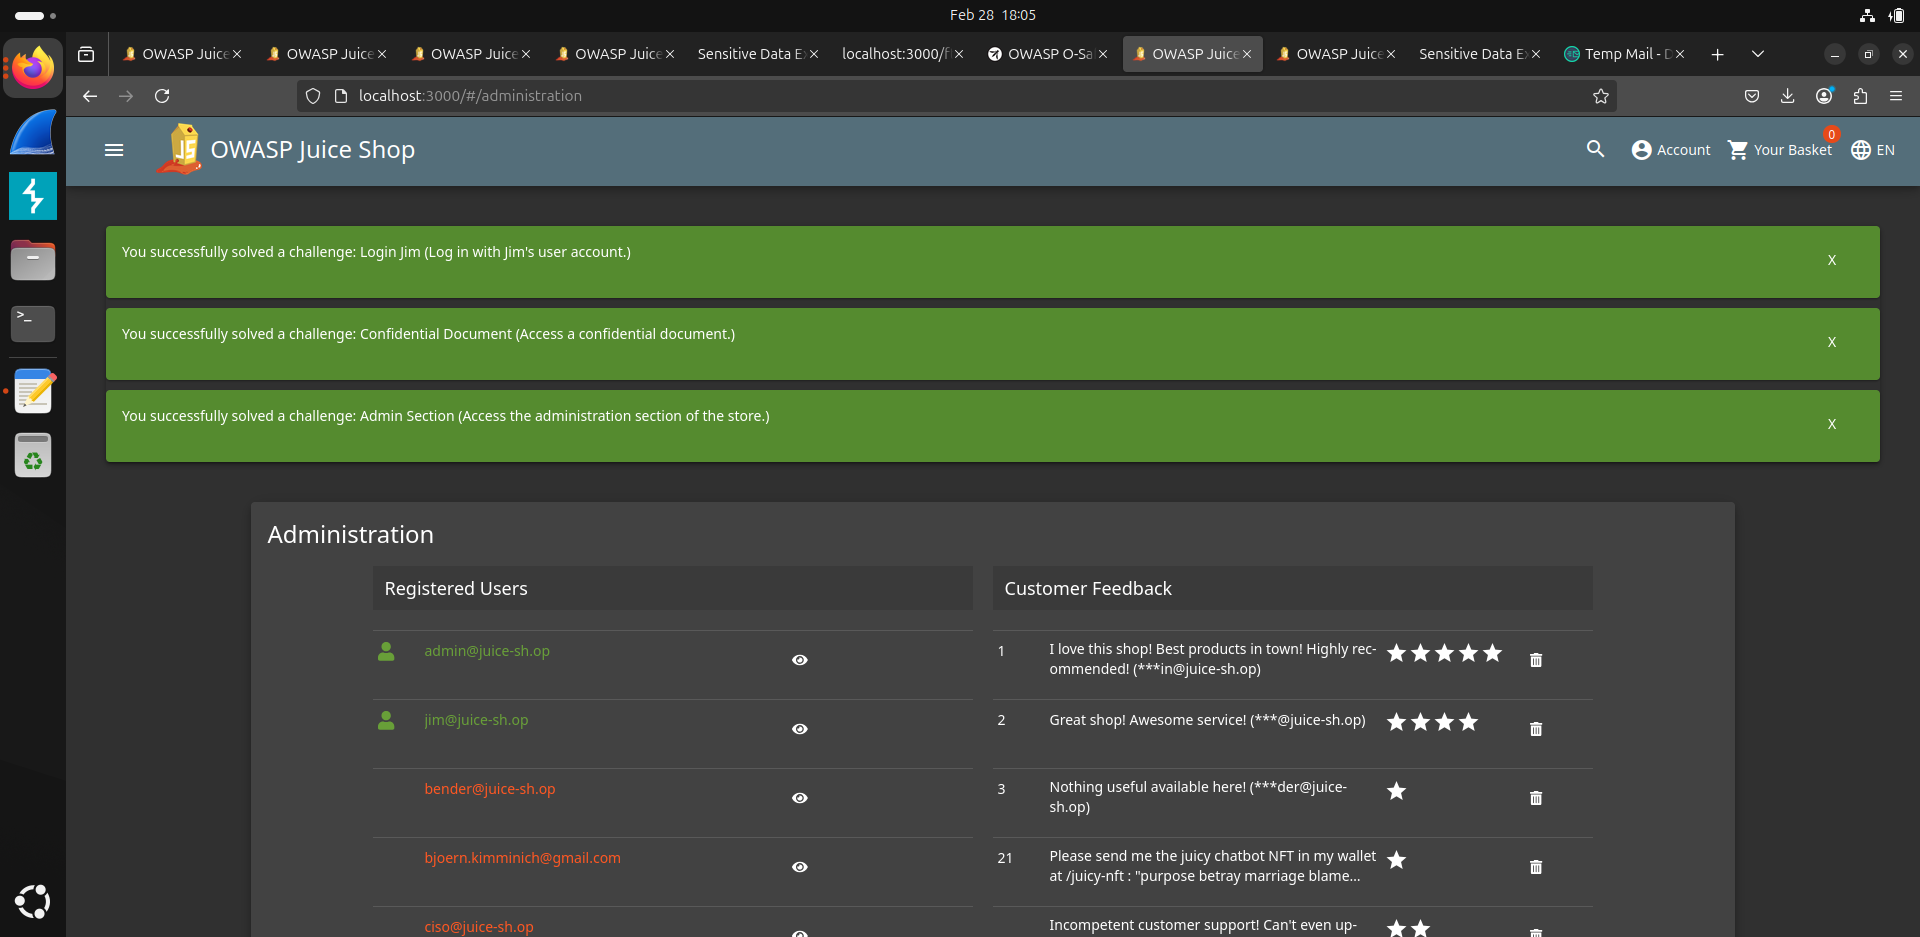 Feb 28 18:05
OWASP Juice
OWASP Juice
OWASP Juice
OWASP Juice
Sensitive Data E
localhost:3000/f
OWASP O-Sa
OWASP Juice
OWASP Juice
Sensitive Data E
Temp Mail - D
localhost:3000/#/administration
JS
OWASP Juice Shop
Account
0
Your Basket
EN
You successfully solved a challenge: Login Jim (Log in with Jim's user account.)
X
You successfully solved a challenge: Confidential Document (Access a confidential document.)
X
You successfully solved a challenge: Admin Section (Access the administration section of the store.)
X
Administration
Registered Users
admin@juice-sh.op
jim@juice-sh.op
bender@juice-sh.op
bjoern.kimminich@gmail.com
ciso@juice-sh.op
Customer Feedback
1
I love this shop! Best products in town! Highly rec-
ommended! (***in@juice-sh.op)
2
Great shop! Awesome service! (***@juice-sh.op)
3
Nothing useful available here! (***der@juice-
sh.op)
21
Please send me the juicy chatbot NFT in my wallet
at /juicy-nft : "purpose betray marriage blame...
Incompetent customer support! Can't even up-